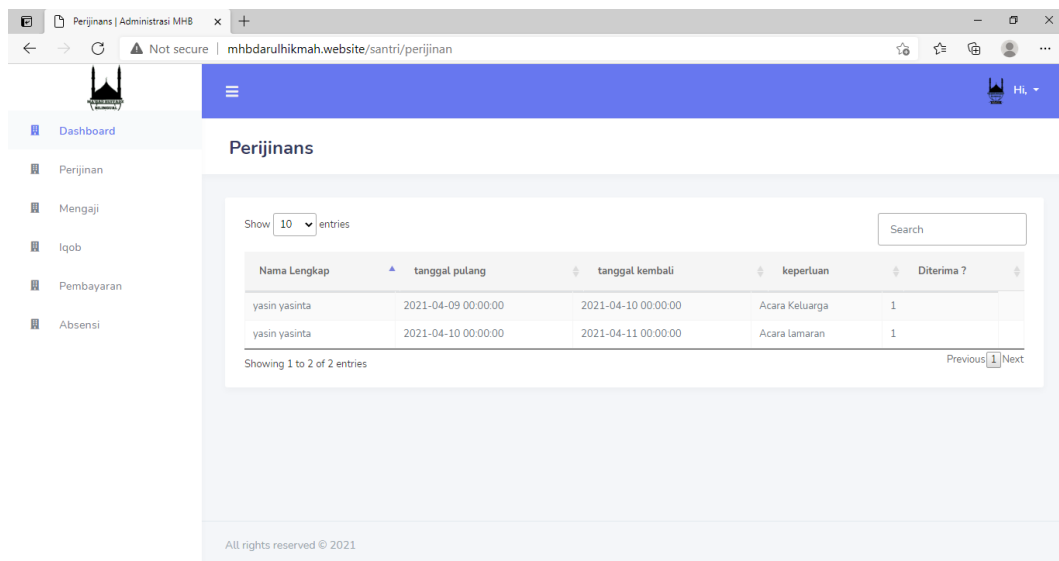 Perijinans | Administrasi MHB
Not secure | mhbdarulhikmah.website/santri/perijinan
Hi,
Dashboard
Perijinan
Mengaji
Iqob
Pembayaran
Absensi
Perijinans
Show 10 entries
Search
Nama Lengkap tanggal pulang tanggal kembali keperluan Diterima ?
yasin yasinta 2021-04-09 00:00:00 2021-04-10 00:00:00 Acara Keluarga 1
yasin yasinta 2021-04-10 00:00:00 2021-04-11 00:00:00 Acara lamaran 1
Showing 1 to 2 of 2 entries
Previous 1 Next
All rights reserved © 2021